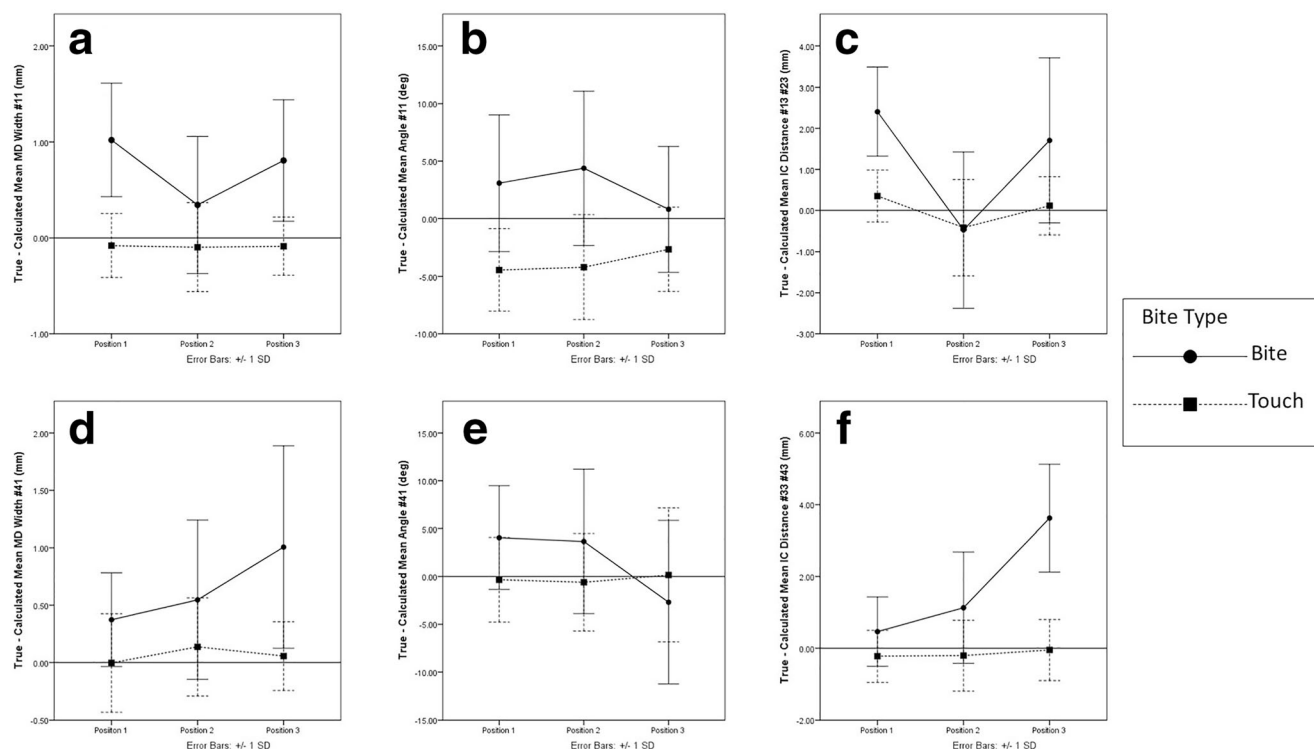 a
True - Calculated Mean MD Width #11 (mm)
2.00
1.00
0.00
-1.00
Position 1
Position 2
Position 3
Error Bars: +/- 1 SD
b
True - Calculated Mean Angle #11 (deg)
15.00
10.00
5.00
0.00
-5.00
-10.00
Position 1
Position 2
Position 3
Error Bars: +/- 1 SD
c
True - Calculated Mean IC Distance #13 #23 (mm)
4.00
3.00
2.00
1.00
0.00
-1.00
-2.00
-3.00
Position 1
Position 2
Position 3
Error Bars: +/- 1 SD
Bite Type
Bite
Touch
d
True - Calculated Mean MD Width #41 (mm)
2.00
1.50
1.00
0.50
0.00
-0.50
Position 1
Position 2
Position 3
Error Bars: +/- 1 SD
e
True - Calculated Mean Angle #41 (deg)
15.00
10.00
5.00
0.00
-5.00
-10.00
-15.00
Position 1
Position 2
Position 3
Error Bars: +/- 1 SD
f
True - Calculated Mean IC Distance #33 #43 (mm)
6.00
4.00
2.00
0.00
-2.00
Position 1
Position 2
Position 3
Error Bars: +/- 1 SD